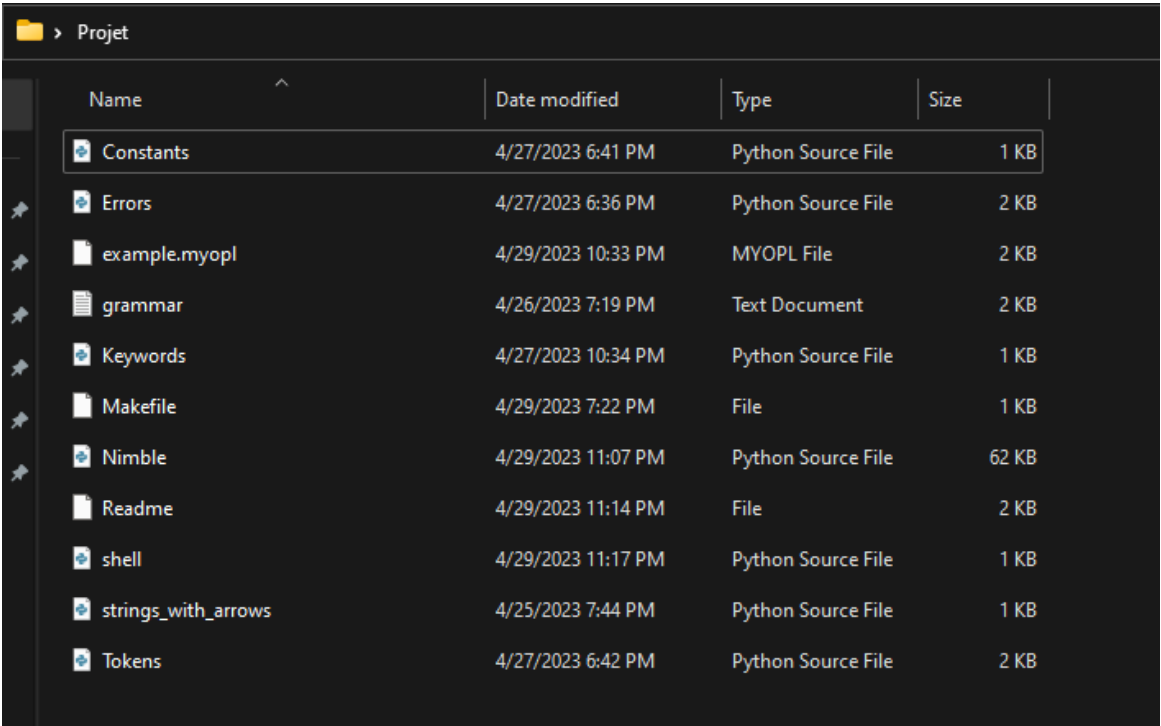 Projet
Name Date modified Type Size
Constants 4/27/2023 6:41 PM Python Source File 1 KB
Errors 4/27/2023 6:36 PM Python Source File 2 KB
example.myopl 4/29/2023 10:33 PM MYOPL File 2 KB
grammar 4/26/2023 7:19 PM Text Document 2 KB
Keywords 4/27/2023 10:34 PM Python Source File 1 KB
Makefile 4/29/2023 7:22 PM File 1 KB
Nimble 4/29/2023 11:07 PM Python Source File 62 KB
Readme 4/29/2023 11:14 PM File 2 KB
shell 4/29/2023 11:17 PM Python Source File 1 KB
strings_with_arrows 4/25/2023 7:44 PM Python Source File 1 KB
Tokens 4/27/2023 6:42 PM Python Source File 2 KB